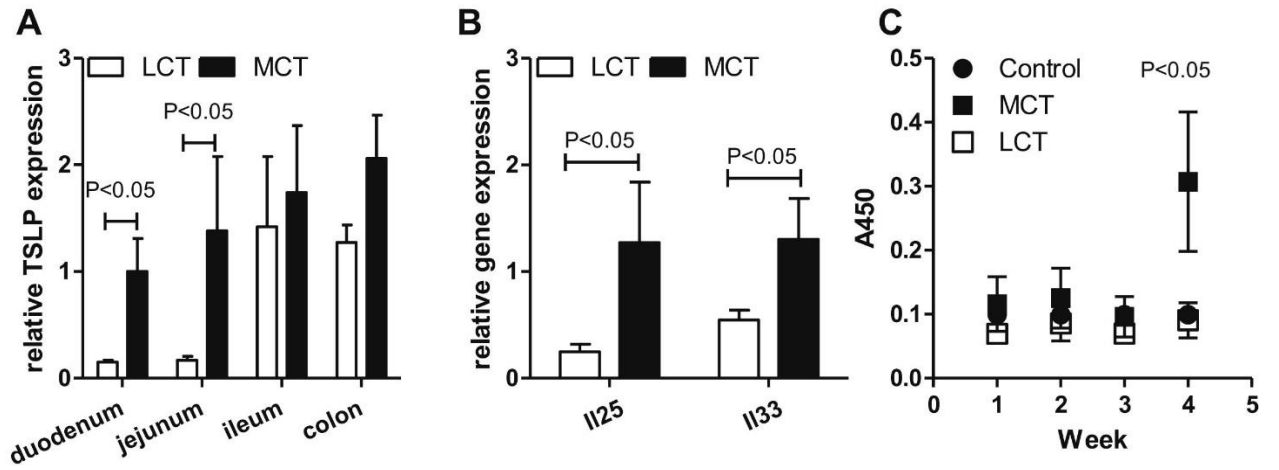 A
relative TSLP expression
3
2
1
0
LCT MCT
P<0.05
P<0.05
duodenum
jejunum
ileum
colon
B
relative gene expression
3
2
1
0
LCT MCT
P<0.05
P<0.05
Il25
Il33
C
A450
0.5
0.4
0.3
0.2
0.1
0.0
Control
MCT
LCT
P<0.05
0 1 2 3 4 5
Week